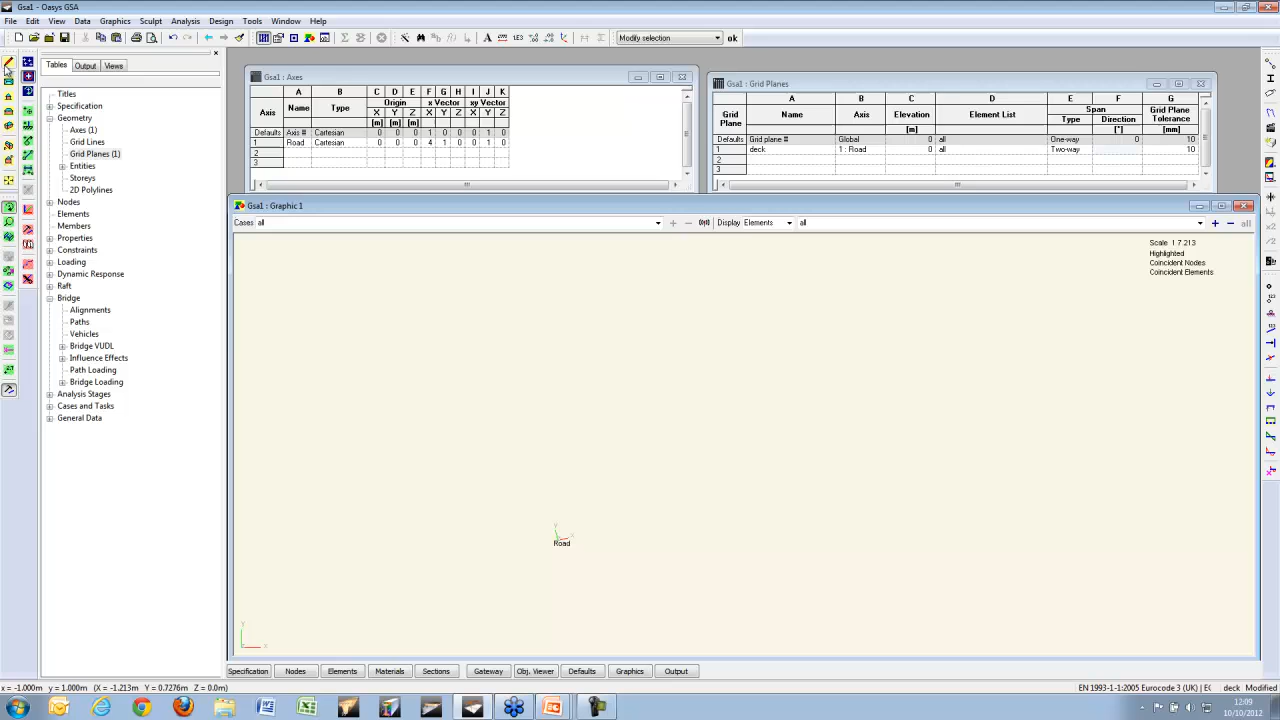 Gsa1 - Oasys GSA
File Edit View Data Graphics Sculpt Analysis Design Tools Window Help
Modify selection ok
Tables Output Views
Titles
Specification
Geometry
Axes (1)
Grid Lines
Grid Planes (1)
Entities
Storeys
2D Polylines
Nodes
Elements
Members
Properties
Constraints
Loading
Dynamic Response
Raft
Bridge
Alignments
Paths
Vehicles
Bridge VUDL
Influence Effects
Path Loading
Bridge Loading
Analysis Stages
Cases and Tasks
General Data
Gsa1 : Axes
A B C D E F G H I J K
Axis Name Type Origin x Vector xy Vector
X Y Z X Y Z X Y Z
[m] [m] [m]
Defaults Axis # Cartesian 0 0 0 1 0 0 0 1 0
1 Road Cartesian 0 0 0 4 1 0 0 1 0
2
3
Gsa1 : Grid Planes
A B C D E F G
Grid Plane Name Axis Elevation Element List Span Grid Plane Tolerance
Type Direction
[m] [°] [mm]
Defaults Grid plane # Global 0 all One-way 0 10
1 deck 1 : Road 0 all Two-way 10
2
3
Gsa1 : Graphic 1
Cases all Display Elements all
Scale 1:7.213
Highlighted
Coincident Nodes
Coincident Elements
Y
X
Road
Y
X
Specification Nodes Elements Materials Sections Gateway Obj. Viewer Defaults Graphics Output
x = -1.000m y = 1.000m (X = -1.213m Y = 0.7276m Z = 0.0m) EN 1993-1-1:2005 Eurocode 3 (UK) | EC deck Modified
12:09
10/10/2012